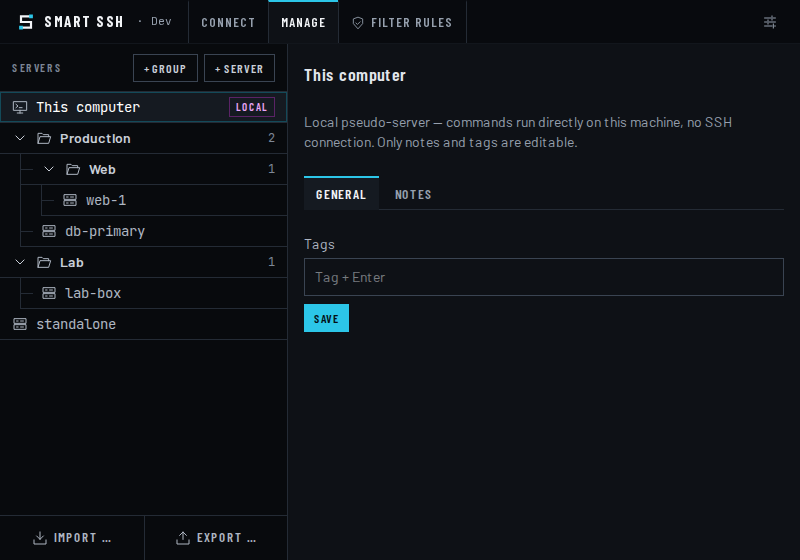 SMART SSH · Dev CONNECT MANAGE FILTER RULES
SERVERS +GROUP +SERVER
This computer LOCAL
Production 2
Web 1
web-1
db-primary
Lab 1
lab-box
standalone
IMPORT … EXPORT …
This computer
Local pseudo-server — commands run directly on this machine, no SSH
connection. Only notes and tags are editable.
GENERAL NOTES
Tags
Tag + Enter
SAVE